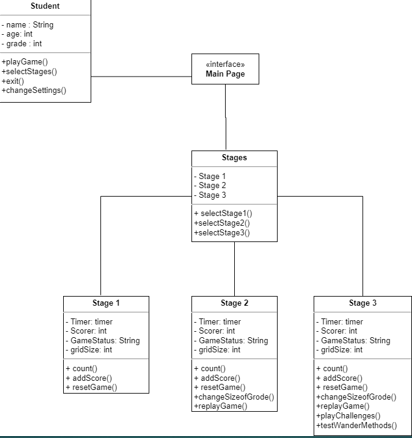 Student
- name : String
- age: int
- grade : int
+playGame()
+selectStages()
+exit()
+changeSettings()
«interface»
Main Page
Stages
- Stage 1
- Stage 2
- Stage 3
+ selectStage1()
+selectStage2()
+selectStage3()
Stage 1
- Timer: timer
- Scorer: int
- GameStatus: String
- gridSize: int
+ count()
+ addScore()
+ resetGame()
Stage 2
- Timer: timer
- Scorer: int
- GameStatus: String
- gridSize: int
+ count()
+ addScore()
+ resetGame()
+changeSizeofGrode()
+replayGame()
Stage 3
- Timer: timer
- Scorer: int
- GameStatus: String
- gridSize: int
+ count()
+ addScore()
+ resetGame()
+changeSizeofGrode()
+replayGame()
+playChallenges()
+testWanderMethods()